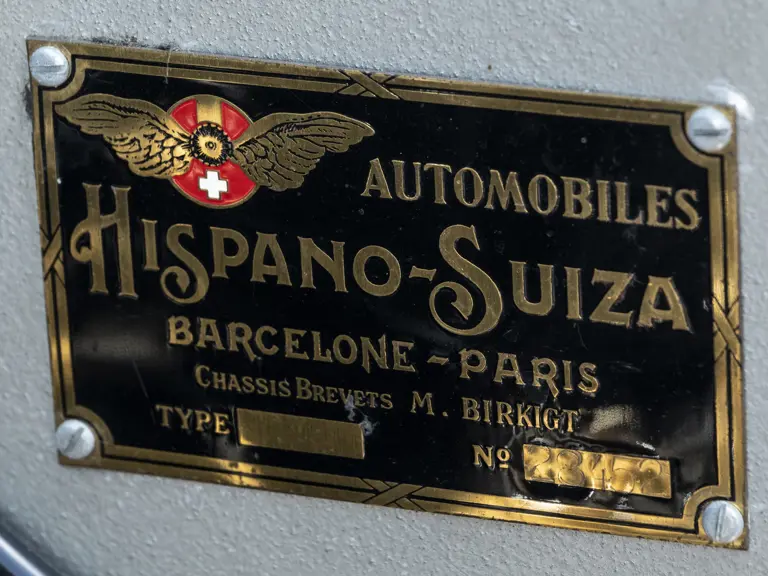 AUTOMOBILES
HISPANO-SUIZA
BARCELONE-PARIS
CHASSIS BREVETS M. BIRKIGT
TYPE
Nº